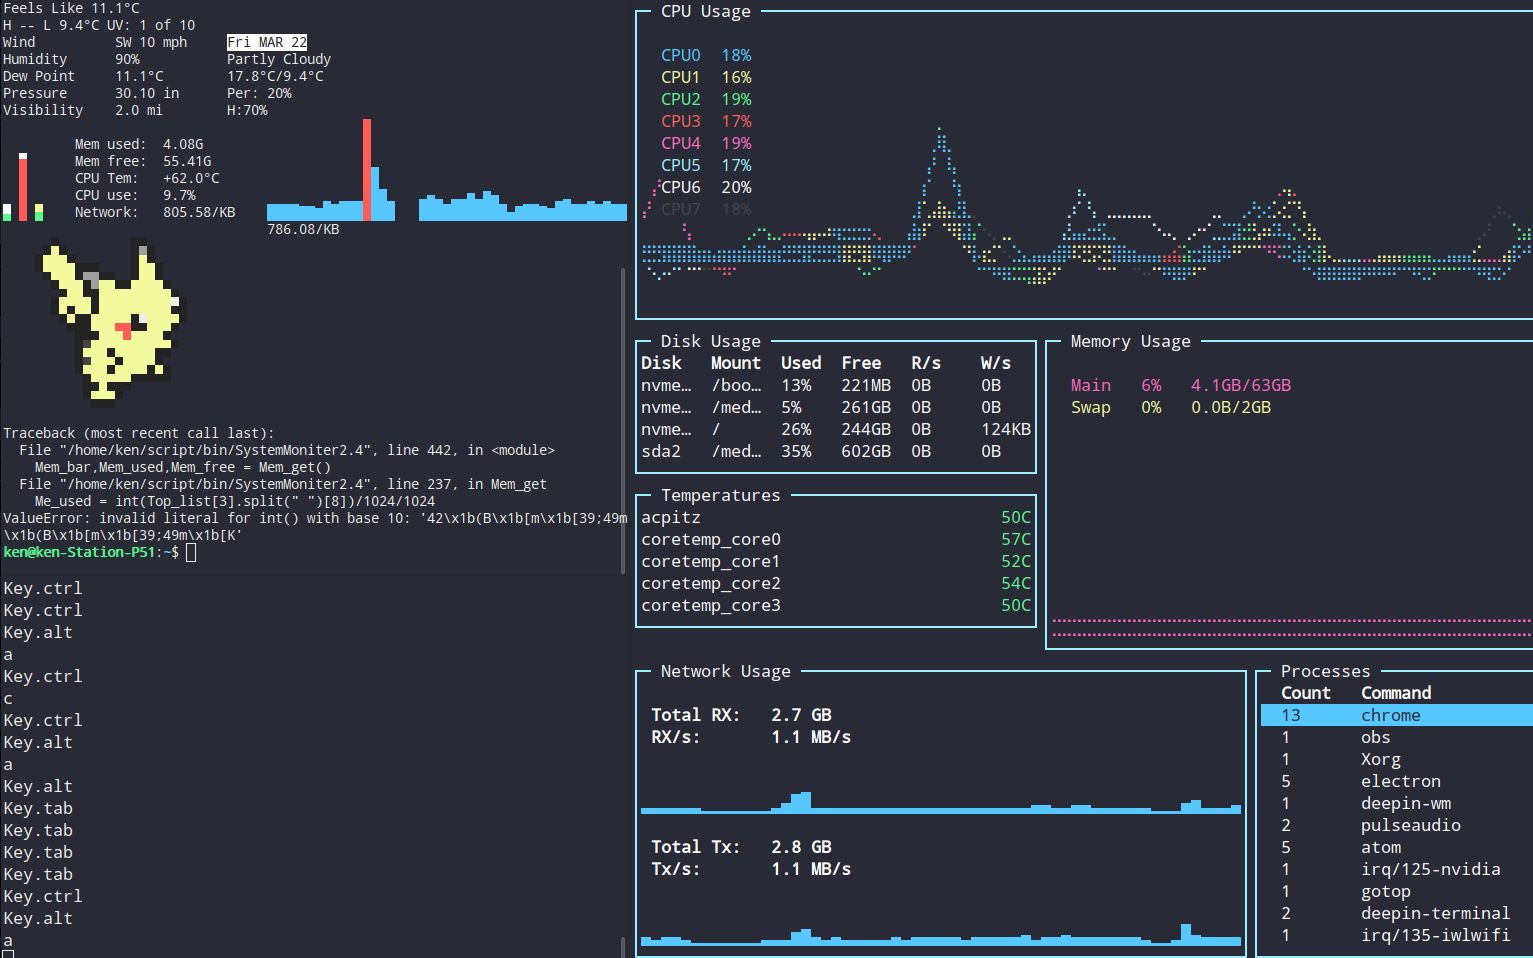 Feels Like 11.1°C
H -- L 9.4°C UV: 1 of 10
Wind SW 10 mph Fri MAR 22
Humidity 90% Partly Cloudy
Dew Point 11.1°C 17.8°C/9.4°C
Pressure 30.10 in Per: 20%
Visibility 2.0 mi H:70%
Mem used: 4.08G
Mem free: 55.41G
CPU Tem: +62.0°C
CPU use: 9.7%
Network: 805.58/KB
786.08/KB
Traceback (most recent call last):
File "/home/ken/script/bin/SystemMoniter2.4", line 442, in <module>
Mem_bar,Mem_used,Mem_free = Mem_get()
File "/home/ken/script/bin/SystemMoniter2.4", line 237, in Mem_get
Me_used = int(Top_list[3].split(" ")[8])/1024/1024
ValueError: invalid literal for int() with base 10: '42\x1b(B\x1b[m\x1b[39;49m
\x1b(B\x1b[m\x1b[39;49m\x1b[K'
ken@ken-Station-P51:~$
Key.ctrl
Key.ctrl
Key.alt
a
Key.ctrl
c
Key.ctrl
Key.alt
a
Key.alt
Key.tab
Key.tab
Key.tab
Key.tab
Key.ctrl
Key.alt
a
CPU Usage
CPU0 18%
CPU1 16%
CPU2 19%
CPU3 17%
CPU4 19%
CPU5 17%
CPU6 20%
CPU7 18%
Disk Usage
Disk Mount Used Free R/s W/s
nvme… /boo… 13% 221MB 0B 0B
nvme… /med… 5% 261GB 0B 0B
nvme… / 26% 244GB 0B 124KB
sda2 /med… 35% 602GB 0B 0B
Memory Usage
Main 6% 4.1GB/63GB
Swap 0% 0.0B/2GB
Temperatures
acpitz 50C
coretemp_core0 57C
coretemp_core1 52C
coretemp_core2 54C
coretemp_core3 50C
Network Usage
Total RX: 2.7 GB
RX/s: 1.1 MB/s
Total Tx: 2.8 GB
Tx/s: 1.1 MB/s
Processes
Count Command
13 chrome
1 obs
1 Xorg
5 electron
1 deepin-wm
2 pulseaudio
5 atom
1 irq/125-nvidia
1 gotop
2 deepin-terminal
1 irq/135-iwlwifi